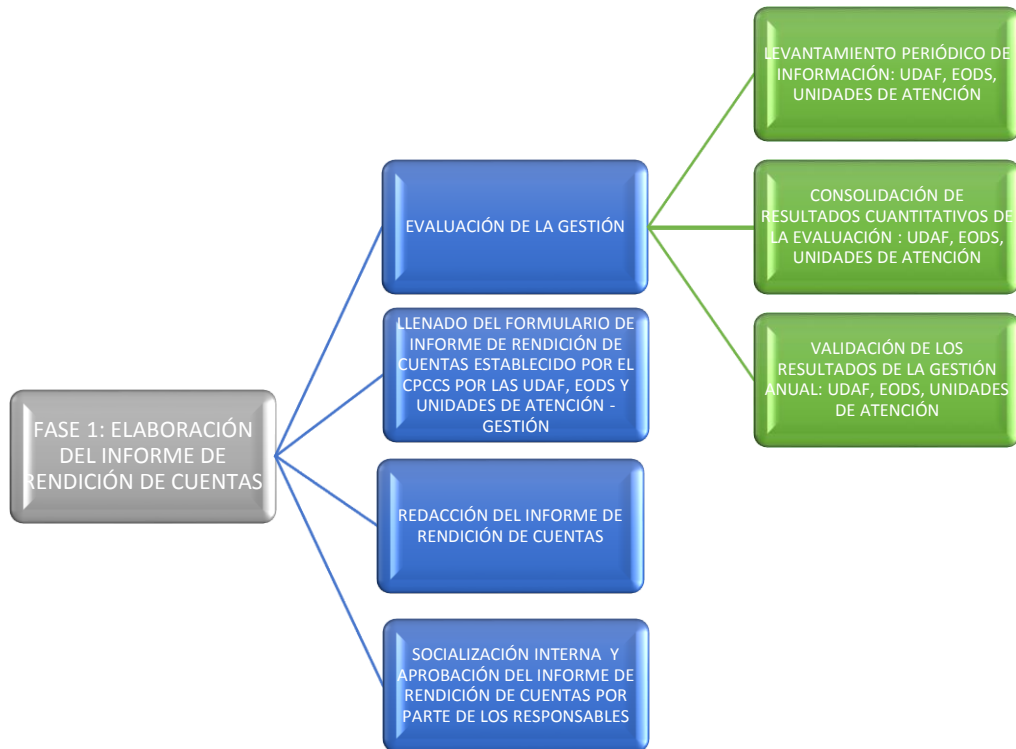 FASE 1: ELABORACIÓN
DEL INFORME DE
RENDICIÓN DE CUENTAS
EVALUACIÓN DE LA GESTIÓN
LLENADO DEL FORMULARIO DE
INFORME DE RENDICIÓN DE
CUENTAS ESTABLECIDO POR EL
CPCCS POR LAS UDAF, EODS Y
UNIDADES DE ATENCIÓN -
GESTIÓN
REDACCIÓN DEL INFORME DE
RENDICIÓN DE CUENTAS
SOCIALIZACIÓN INTERNA Y
APROBACIÓN DEL INFORME DE
RENDICIÓN DE CUENTAS POR
PARTE DE LOS RESPONSABLES
LEVANTAMIENTO PERIÓDICO DE
INFORMACIÓN: UDAF, EODS,
UNIDADES DE ATENCIÓN
CONSOLIDACIÓN DE
RESULTADOS CUANTITATIVOS DE
LA EVALUACIÓN : UDAF, EODS,
UNIDADES DE ATENCIÓN
VALIDACIÓN DE LOS
RESULTADOS DE LA GESTIÓN
ANUAL: UDAF, EODS, UNIDADES
DE ATENCIÓN